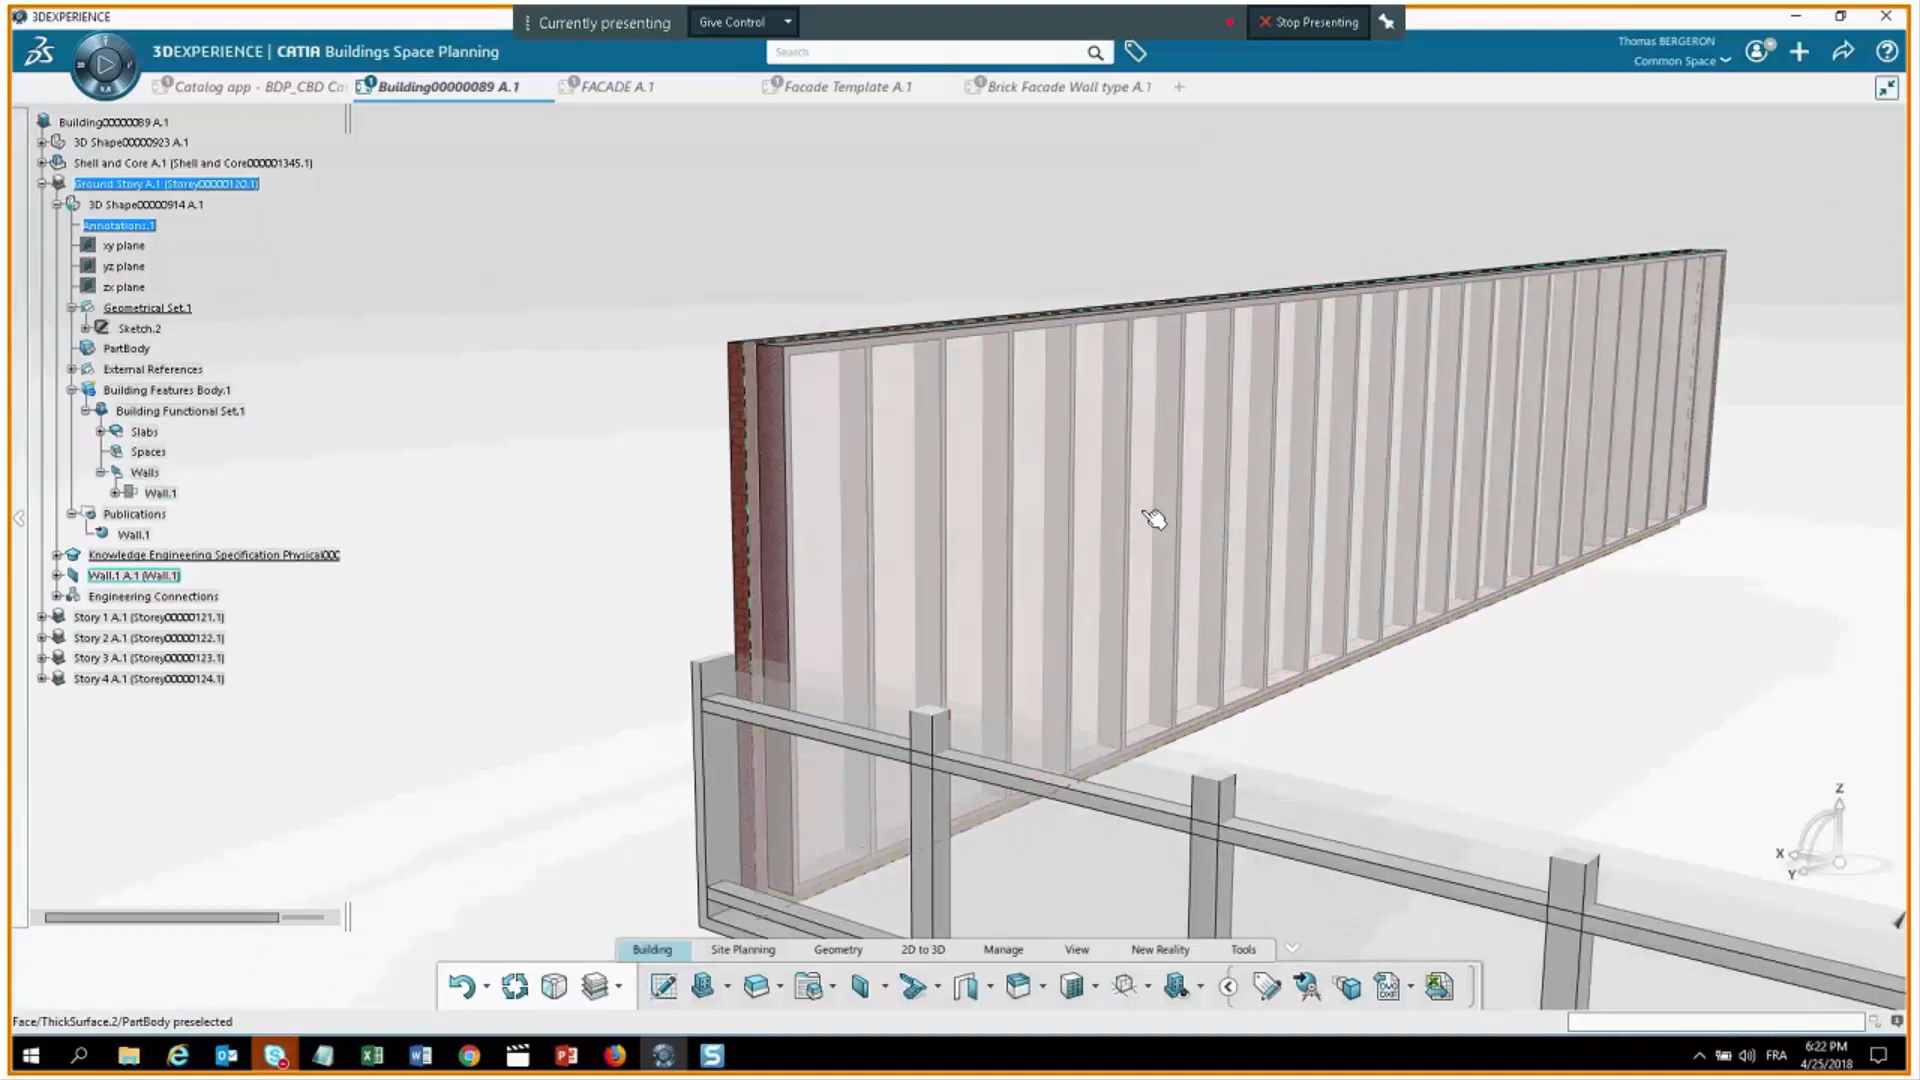 3DEXPERIENCE
Currently presenting
Give Control
Stop Presenting
3DEXPERIENCE | CATIA Buildings Space Planning
Search
Thomas BERGERON
Common Space
Catalog app - BDP_CBD Ca
Building00000089 A.1
FACADE A.1
Facade Template A.1
Brick Facade Wall type A.1
Building00000089 A.1
3D Shape00000923 A.1
Shell and Core A.1 (Shell and Core00001345.1)
Ground Story A.1 (Storey00000120.1)
3D Shape00000914 A.1
Annotations.1
xy plane
yz plane
zx plane
Geometrical Set.1
Sketch.2
PartBody
External References
Building Features Body.1
Building Functional Set.1
Slabs
Spaces
Walls
Wall.1
Publications
Wall.1
Knowledge Engineering Specification Physical000
Wall.1 A.1 (Wall.1)
Engineering Connections
Story 1 A.1 (Storey00000121.1)
Story 2 A.1 (Storey00000122.1)
Story 3 A.1 (Storey00000123.1)
Story 4 A.1 (Storey00000124.1)
Z
X
Y
Building
Site Planning
Geometry
2D to 3D
Manage
View
New Reality
Tools
Face/ThickSurface.2/PartBody preselected
FRA
6:22 PM
4/25/2018